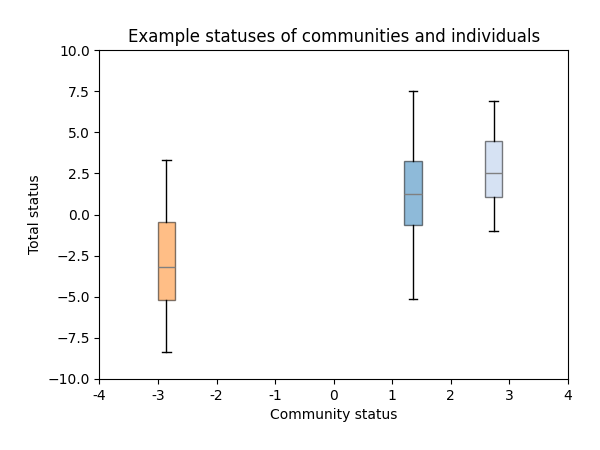 Example statuses of communities and individuals
10.0
7.5
5.0
2.5
0.0
−2.5
−5.0
−7.5
−10.0
Total status
-4 -3 -2 -1 0 1 2 3 4
Community status